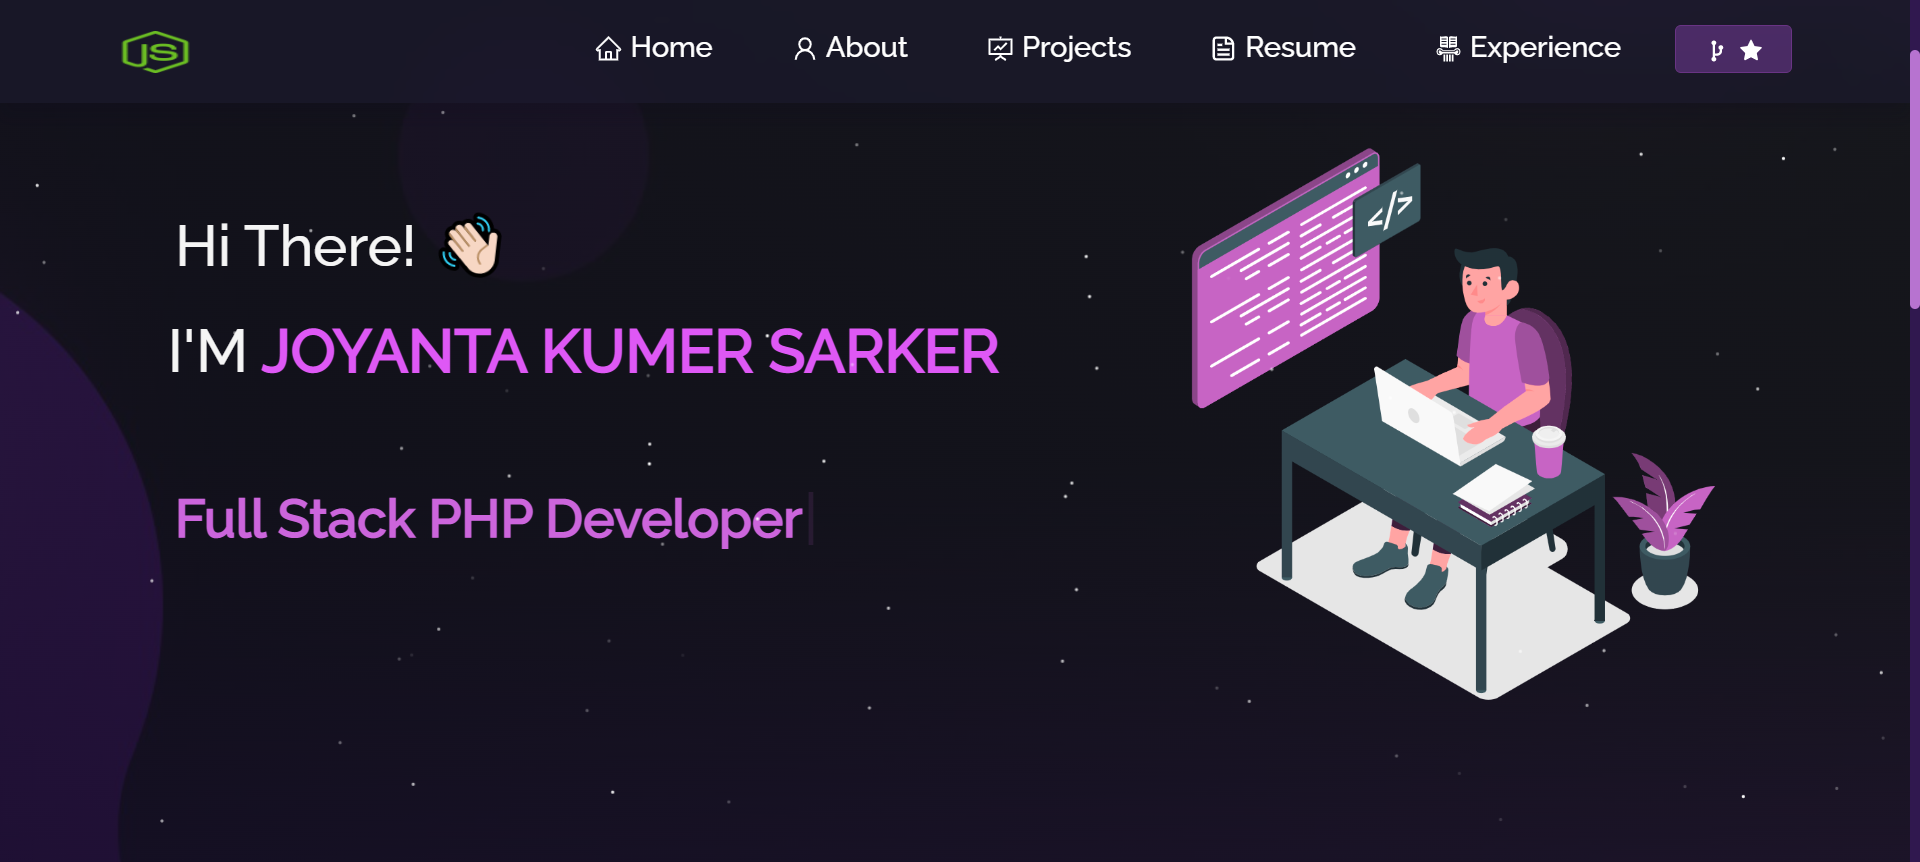 JS
Home About Projects Resume Experience
</>
Hi There!
I'M JOYANTA KUMER SARKER
Full Stack PHP Developer